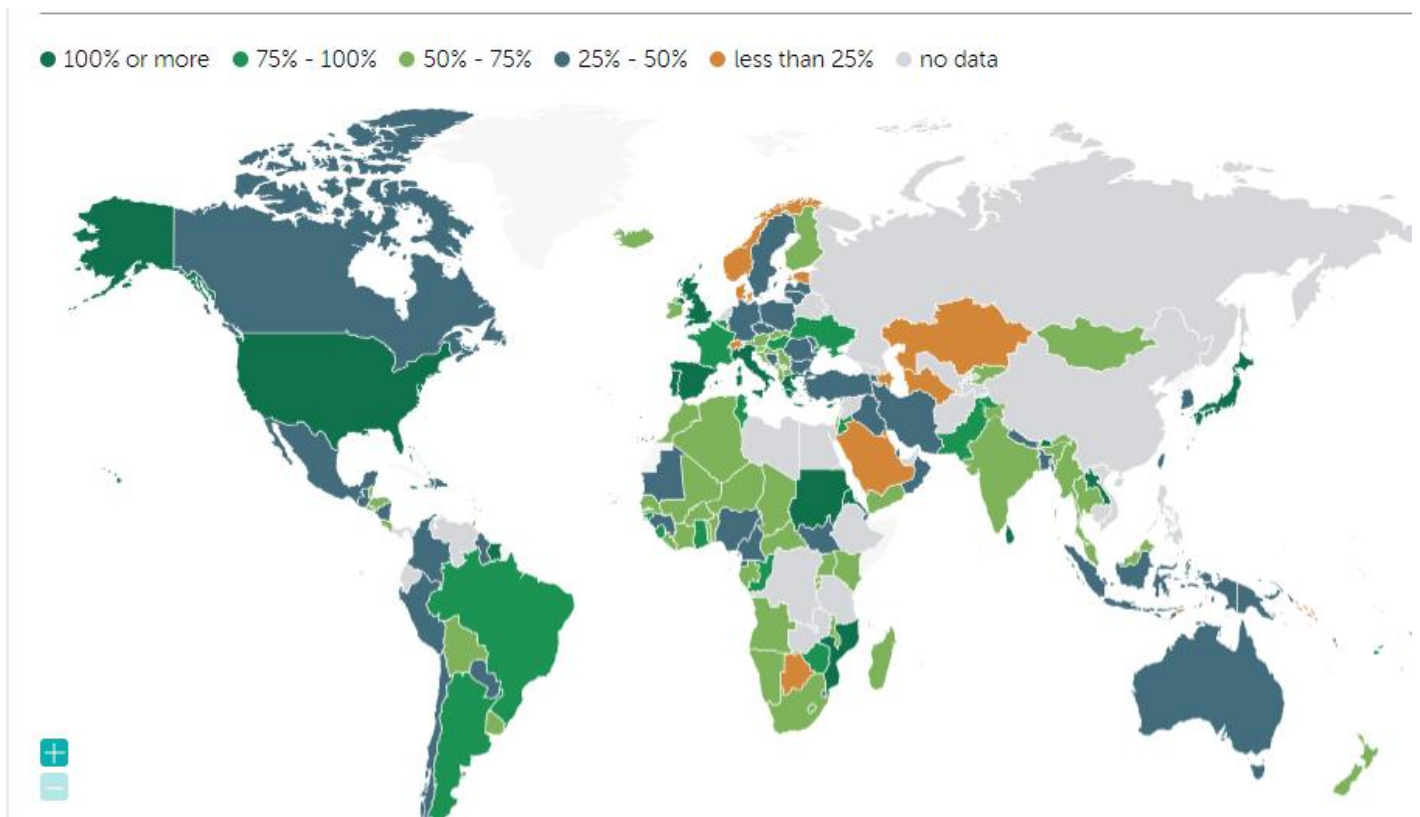 100% or more 75% - 100% 50% - 75% 25% - 50% less than 25% no data
+
−